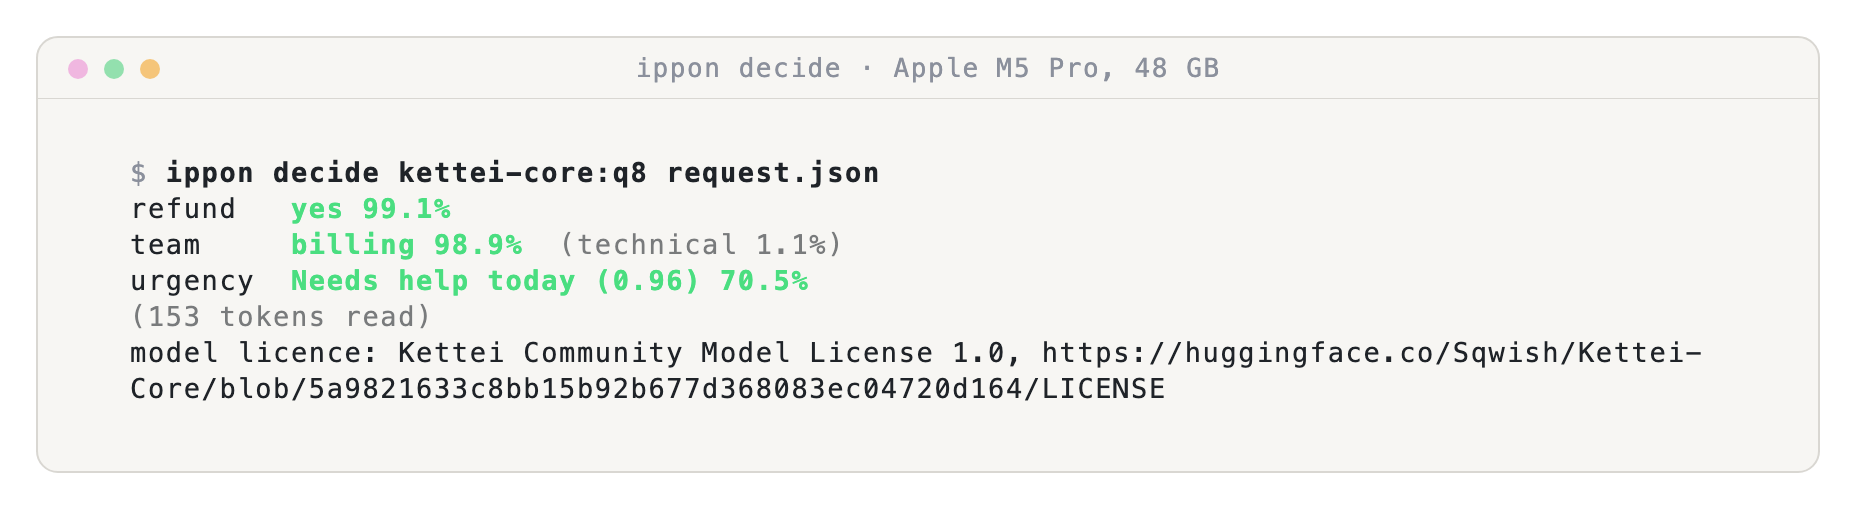 ippon decide · Apple M5 Pro, 48 GB
$ ippon decide kettei-core:q8 request.json
refund   yes 99.1%
team     billing 98.9%  (technical 1.1%)
urgency  Needs help today (0.96) 70.5%
(153 tokens read)
model licence: Kettei Community Model License 1.0, https://huggingface.co/Sqwish/Kettei-
Core/blob/5a9821633c8bb15b92b677d368083ec04720d164/LICENSE